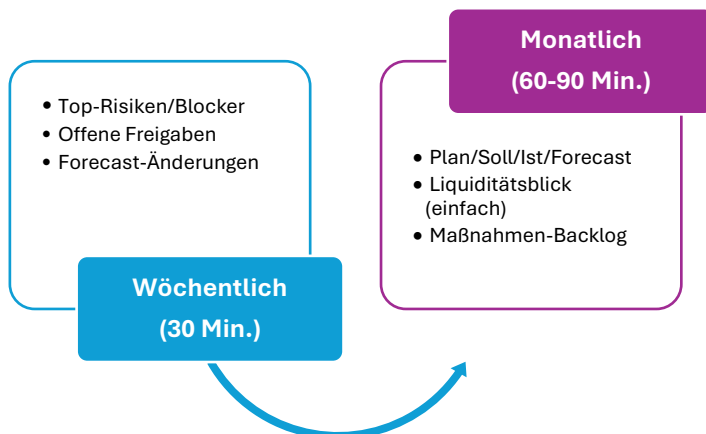 • Top-Risiken/Blocker
• Offene Freigaben
• Forecast-Änderungen
Wöchentlich
(30 Min.)
Monatlich
(60-90 Min.)
• Plan/Soll/Ist/Forecast
• Liquiditätsblick
(einfach)
• Maßnahmen-Backlog